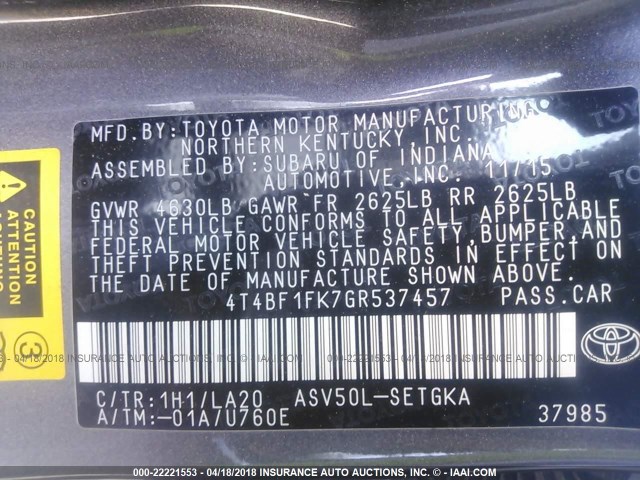 MFD.BY:TOYOTA MOTOR MANUFACTURING
NORTHERN KENTUCKY, INC.
ASSEMBLED BY:SUBARU OF INDIANA
AUTOMOTIVE,INC. 11/15
GVWR 4630LB GAWR FR 2625LB RR 2625LB
THIS VEHICLE CONFORMS TO ALL APPLICABLE
FEDERAL MOTOR VEHICLE SAFETY,BUMPER,AND
THEFT PREVENTION STANDARDS IN EFFECT ON
THE DATE OF MANUFACTURE SHOWN ABOVE.
4T4BF1FK7GR537457 PASS.CAR
C/TR:1H1/LA20 ASV50L-SETGKA
A/TM:-01A/U760E
37985
TOYOTA
CAUTION
3
000-22221553 - 04/18/2018 INSURANCE AUTO AUCTIONS, INC. © - IAAI.COM